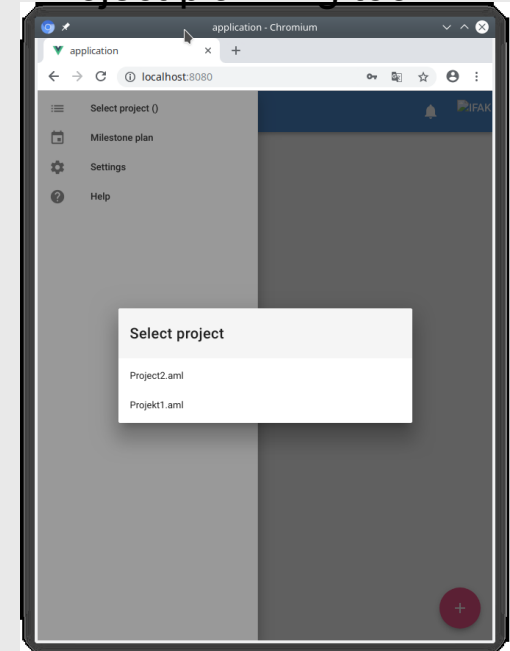 application - Chromium
application
localhost:8080
Select project ()
IFAK
Milestone plan
Settings
Help
Select project
Project2.aml
Projekt1.aml